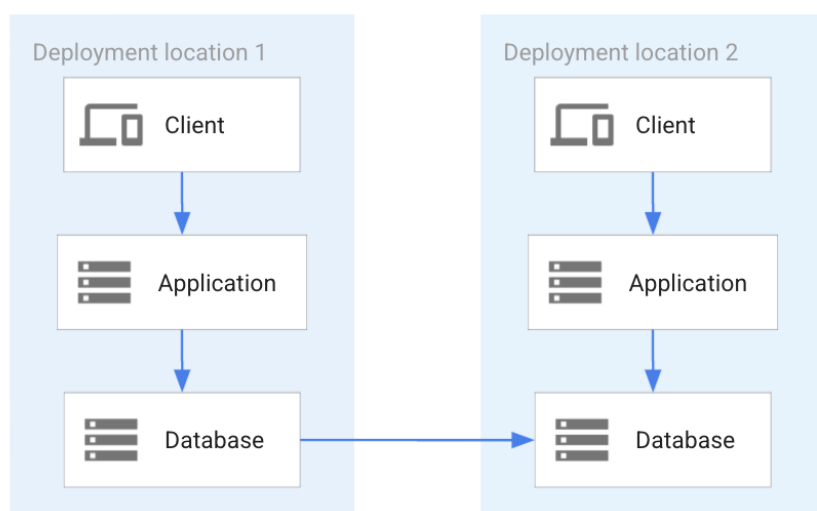 Deployment location 1
Client
Application
Database
Deployment location 2
Client
Application
Database